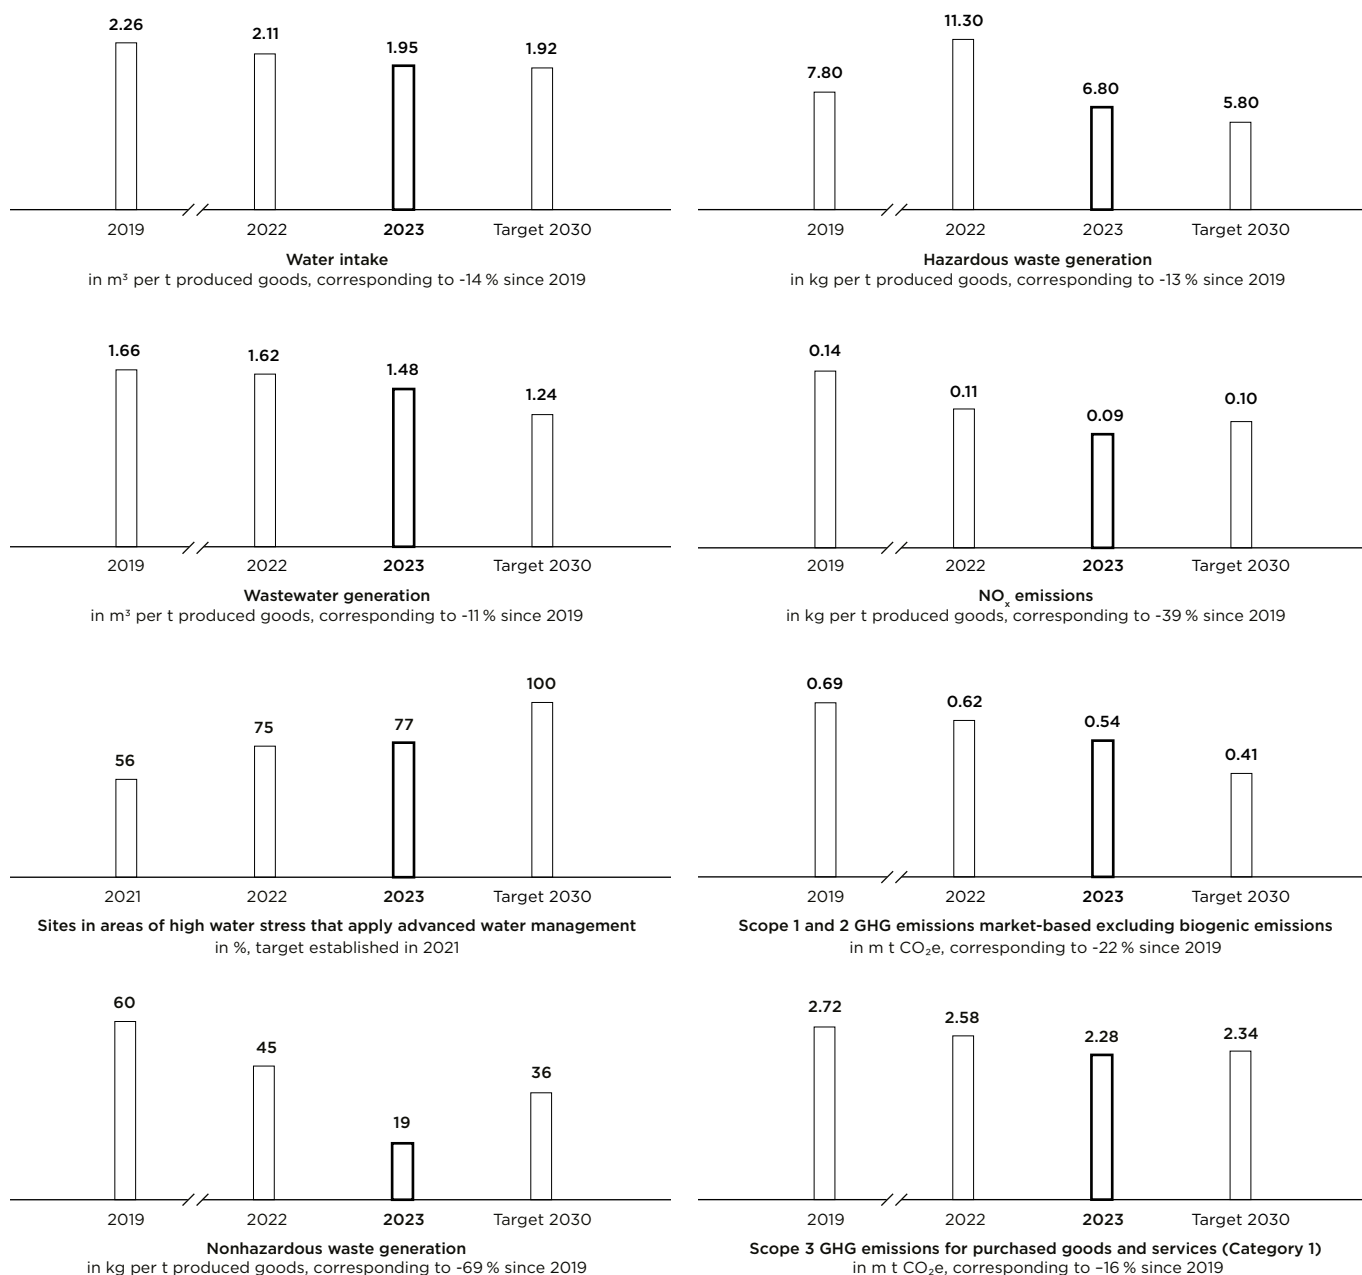 2.26
2.11
1.95
1.92
2019
2022
2023
Target 2030
Water intake
in m³ per t produced goods, corresponding to -14 % since 2019
7.80
11.30
6.80
5.80
2019
2022
2023
Target 2030
Hazardous waste generation
in kg per t produced goods, corresponding to -13 % since 2019
1.66
1.62
1.48
1.24
2019
2022
2023
Target 2030
Wastewater generation
in m³ per t produced goods, corresponding to -11 % since 2019
0.14
0.11
0.09
0.10
2019
2022
2023
Target 2030
NOₓ emissions
in kg per t produced goods, corresponding to -39 % since 2019
56
75
77
100
2021
2022
2023
Target 2030
Sites in areas of high water stress that apply advanced water management
in %, target established in 2021
0.69
0.62
0.54
0.41
2019
2022
2023
Target 2030
Scope 1 and 2 GHG emissions market-based excluding biogenic emissions
in m t CO₂e, corresponding to -22 % since 2019
60
45
19
36
2019
2022
2023
Target 2030
Nonhazardous waste generation
in kg per t produced goods, corresponding to -69 % since 2019
2.72
2.58
2.28
2.34
2019
2022
2023
Target 2030
Scope 3 GHG emissions for purchased goods and services (Category 1)
in m t CO₂e, corresponding to –16 % since 2019